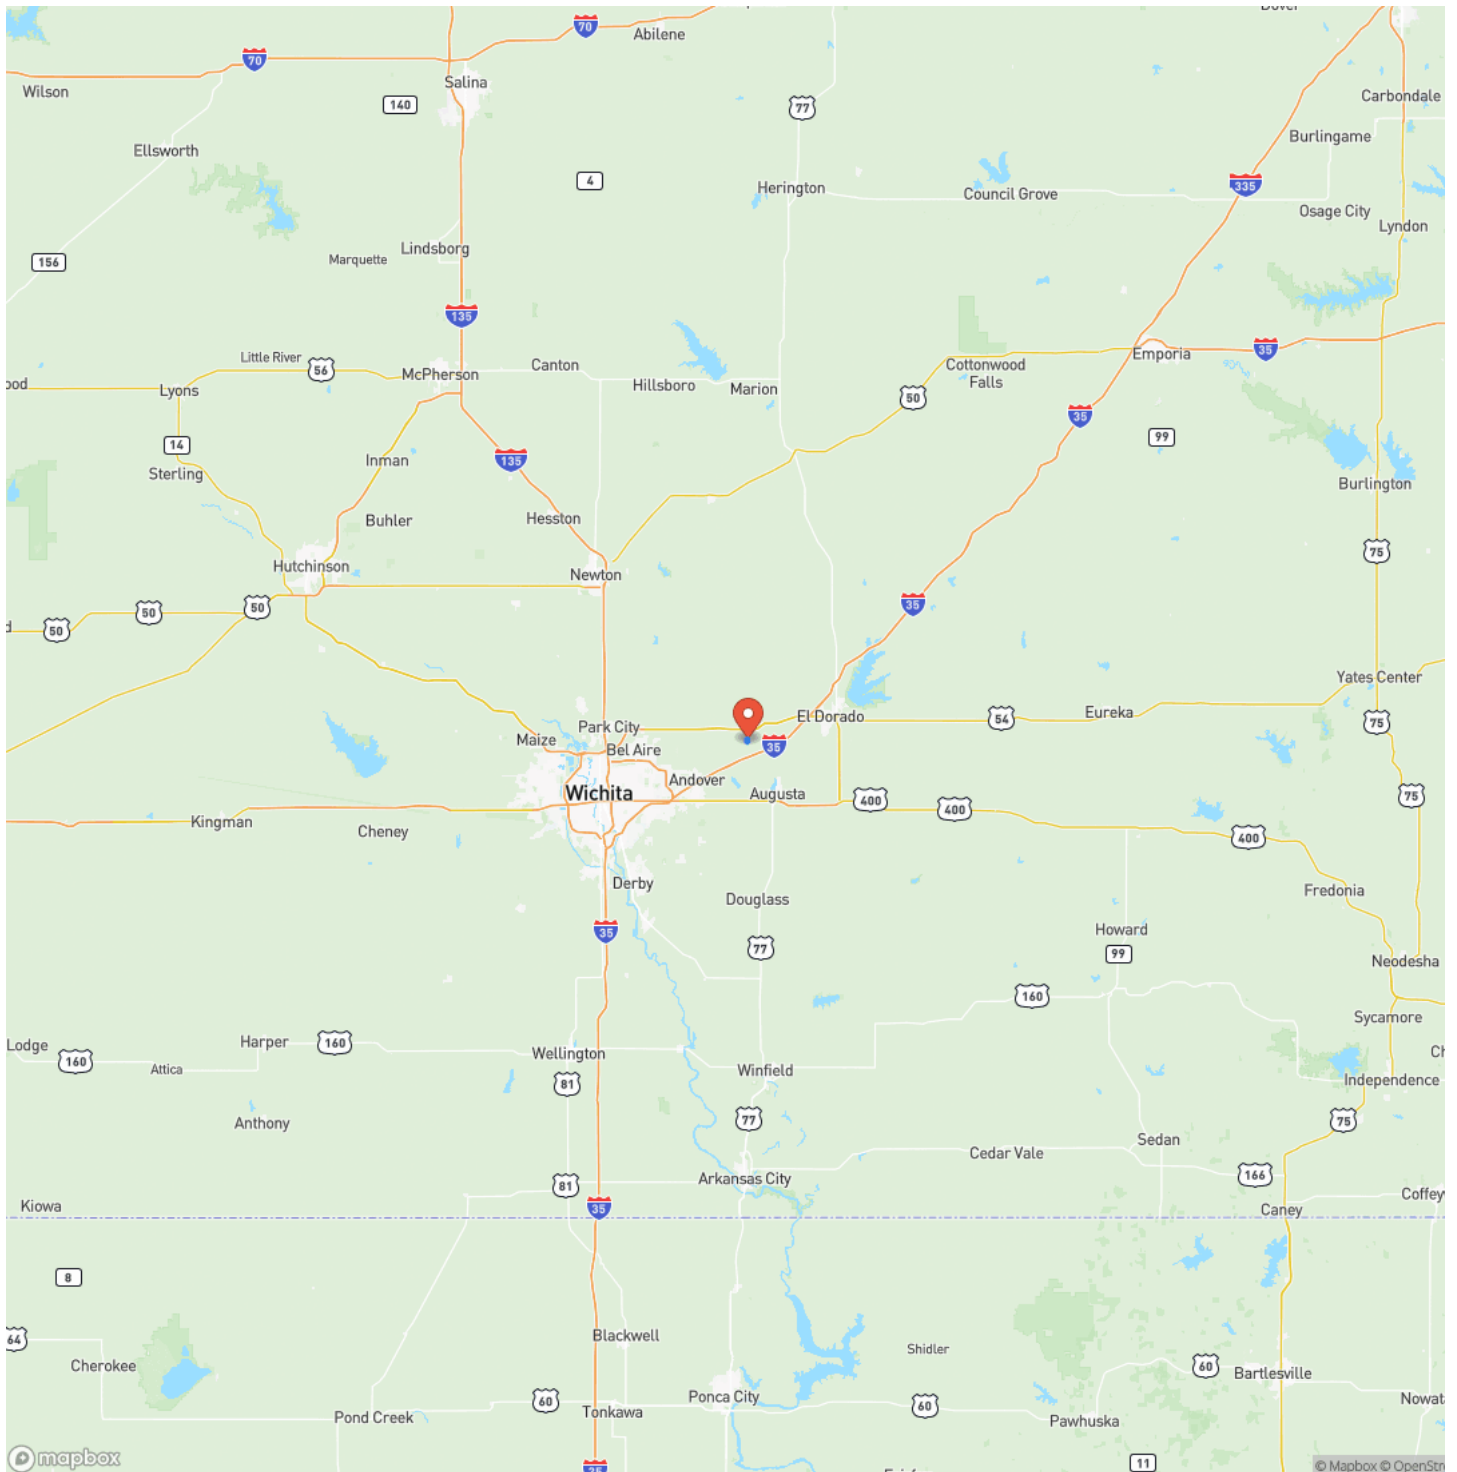 Dover
70
Abilene
70
Salina
Wilson
140
77
Carbondale
Burlingame
Ellsworth
4
Herington
Council Grove
335
Osage City
Lyndon
Lindsborg
Marquette
156
135
Little River
56
Canton
McPherson
Hillsboro
Marion
Cottonwood
Falls
Emporia
35
ood
Lyons
50
35
99
14
Sterling
Inman
135
Burlington
Buhler
Hesston
Hutchinson
Newton
75
50
50
50
d
35
Yates Center
El Dorado
54
Eureka
75
Park City
Maize
Bel Aire
35
Andover
Wichita
Augusta
400
400
75
Kingman
Cheney
400
Derby
Douglass
Fredonia
35
77
Howard
99
Neodesha
160
Sycamore
Lodge
160
Harper
160
Attica
Wellington
Ch
81
Winfield
Independence
Anthony
77
75
Sedan
Cedar Vale
81
Arkansas City
166
Kiowa
35
Coffey
Caney
8
64
Blackwell
Shidler
Cherokee
60
Bartlesville
Ponca City
60
60
Nowat
Pond Creek
Tonkawa
Pawhuska
mapbox
35
11
© Mapbox © OpenStr